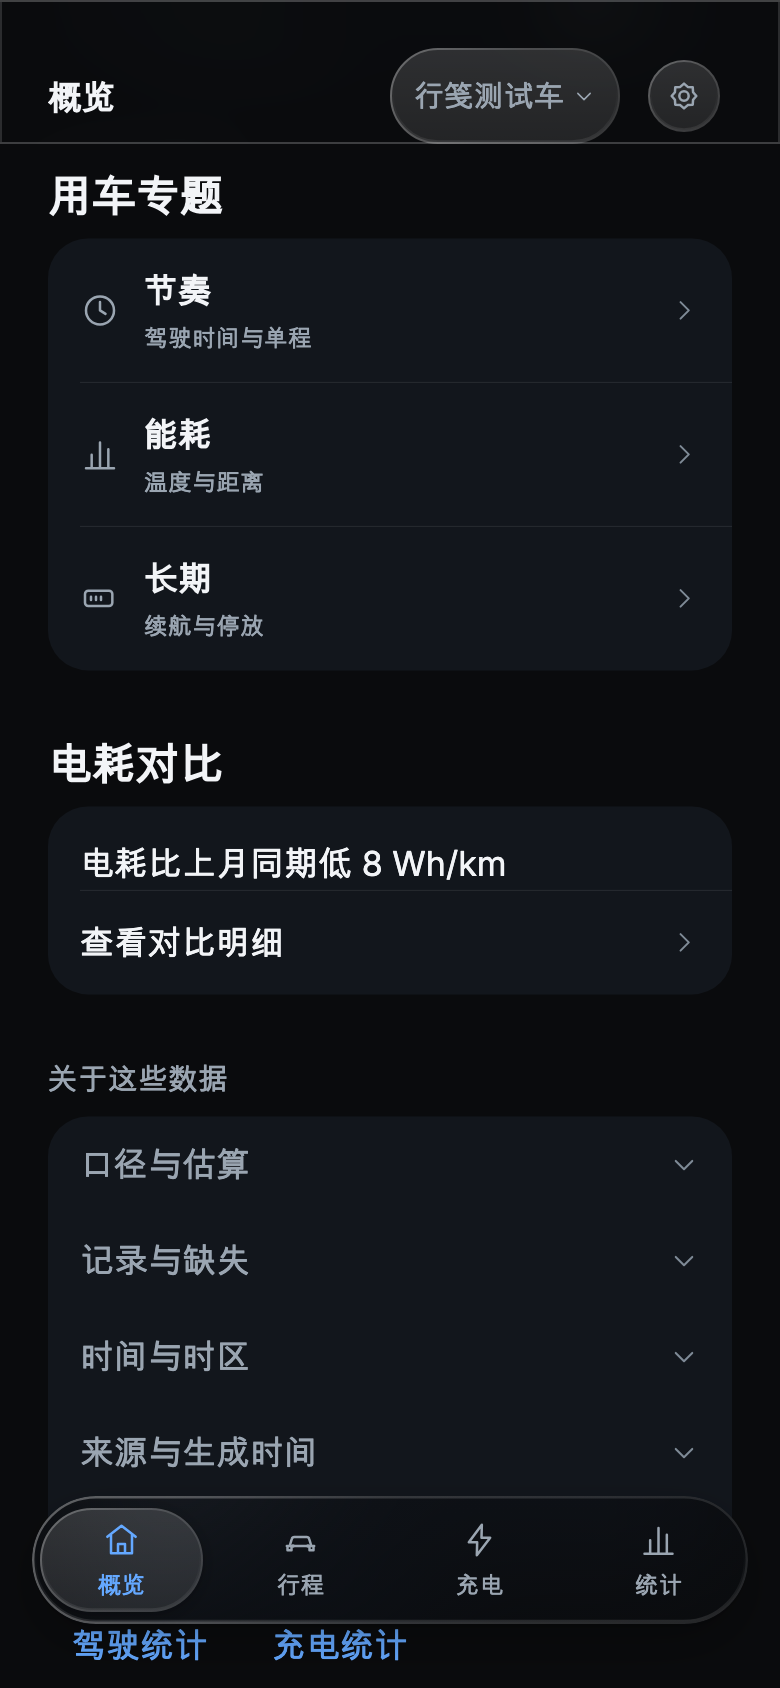 概览
行笺测试车
用车专题
节奏
驾驶时间与单程
能耗
温度与距离
长期
续航与停放
电耗对比
电耗比上月同期低 8 Wh/km
查看对比明细
关于这些数据
口径与估算
记录与缺失
时间与时区
来源与生成时间
概览
行程
充电
统计
驾驶统计
充电统计